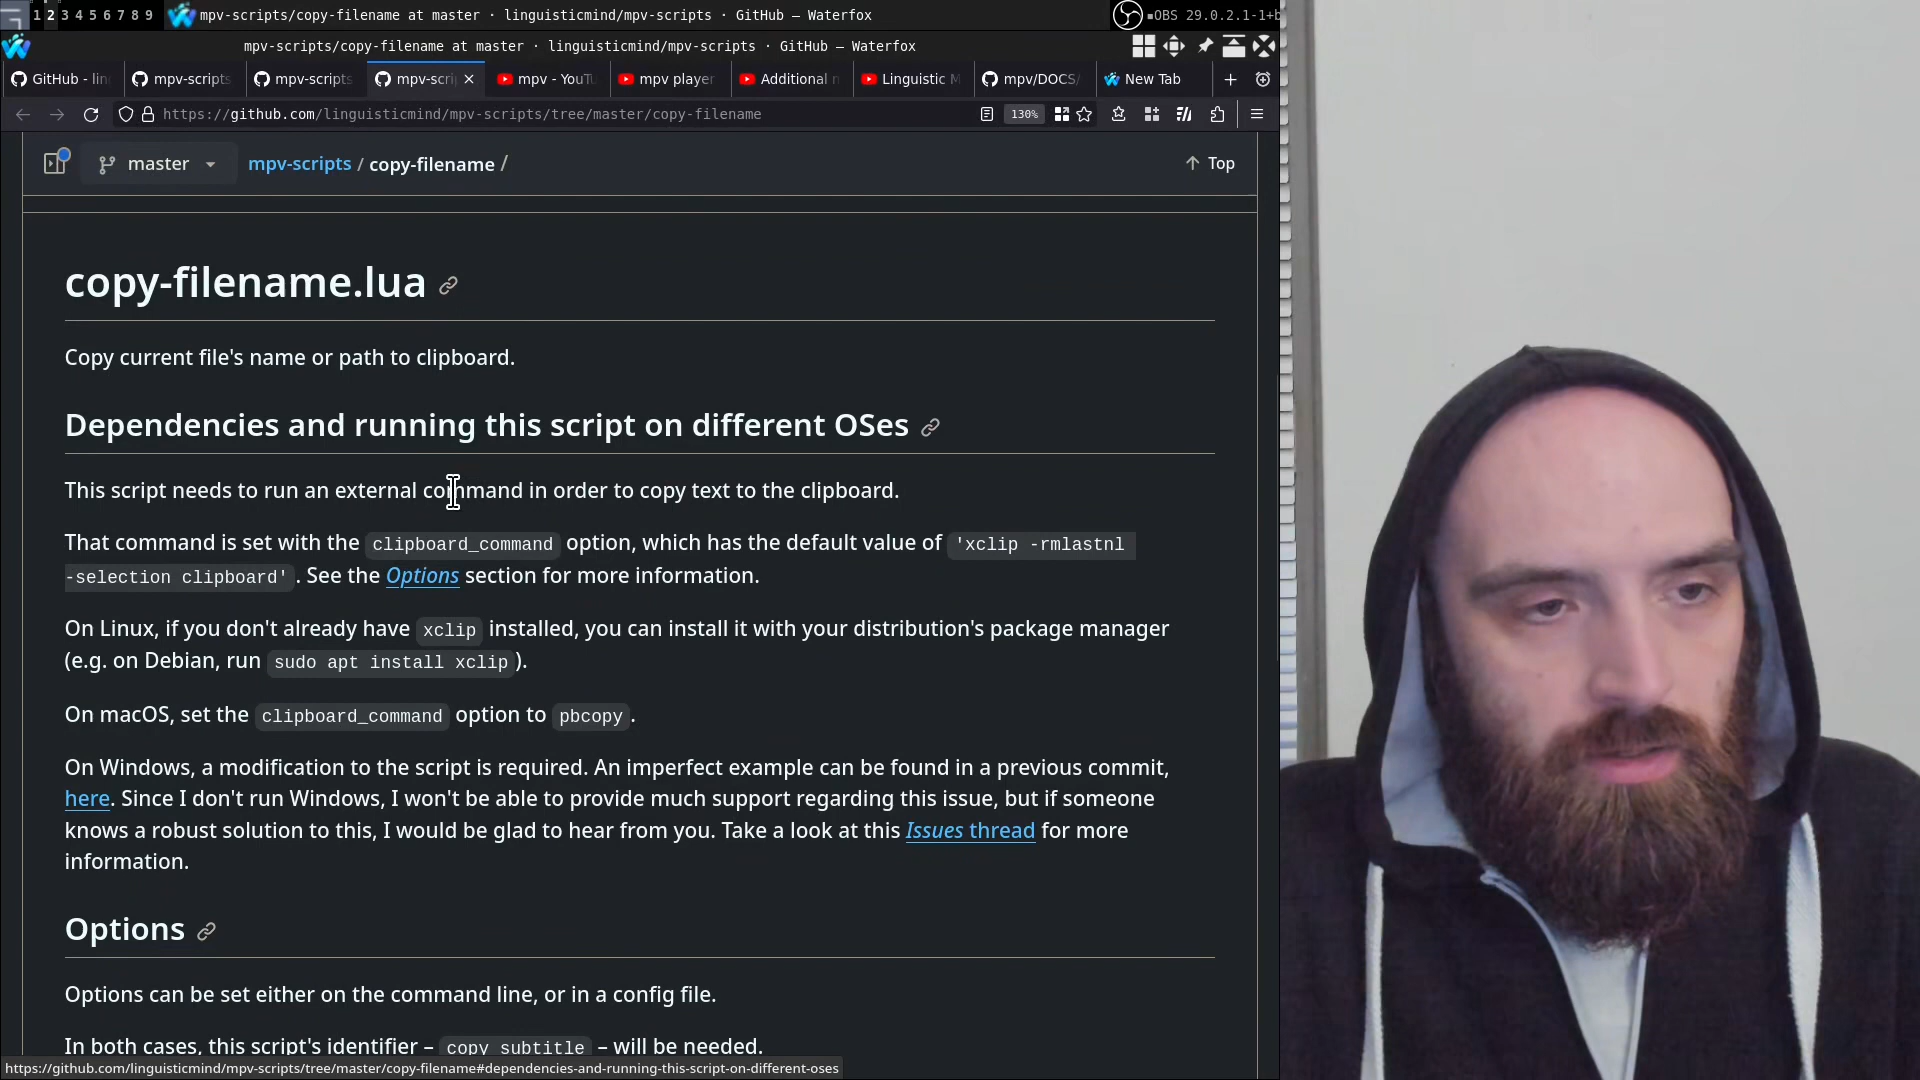 1 2 3 4 5 6 7 8 9 mpv-scripts/copy-filename at master · linguisticmind/mpv-scripts · GitHub — Waterfox OBS 29.0.2.1-1+b
mpv-scripts/copy-filename at master · linguisticmind/mpv-scripts · GitHub — Waterfox
GitHub - lin mpv-scripts mpv-scripts mpv-scri mpv - YouT mpv player Additional Linguistic M mpv/DOCS/ New Tab
https://github.com/linguisticmind/mpv-scripts/tree/master/copy-filename 130%
master mpv-scripts / copy-filename / Top
copy-filename.lua
Copy current file's name or path to clipboard.
Dependencies and running this script on different OSes
This script needs to run an external command in order to copy text to the clipboard.
That command is set with the clipboard_command option, which has the default value of 'xclip -rmlastnl
-selection clipboard'. See the Options section for more information.
On Linux, if you don't already have xclip installed, you can install it with your distribution's package manager
(e.g. on Debian, run sudo apt install xclip).
On macOS, set the clipboard_command option to pbcopy.
On Windows, a modification to the script is required. An imperfect example can be found in a previous commit,
here. Since I don't run Windows, I won't be able to provide much support regarding this issue, but if someone
knows a robust solution to this, I would be glad to hear from you. Take a look at this Issues thread for more
information.
Options
Options can be set either on the command line, or in a config file.
In both cases, this script's identifier – copy_subtitle – will be needed.
https://github.com/linguisticmind/mpv-scripts/tree/master/copy-filename#dependencies-and-running-this-script-on-different-oses